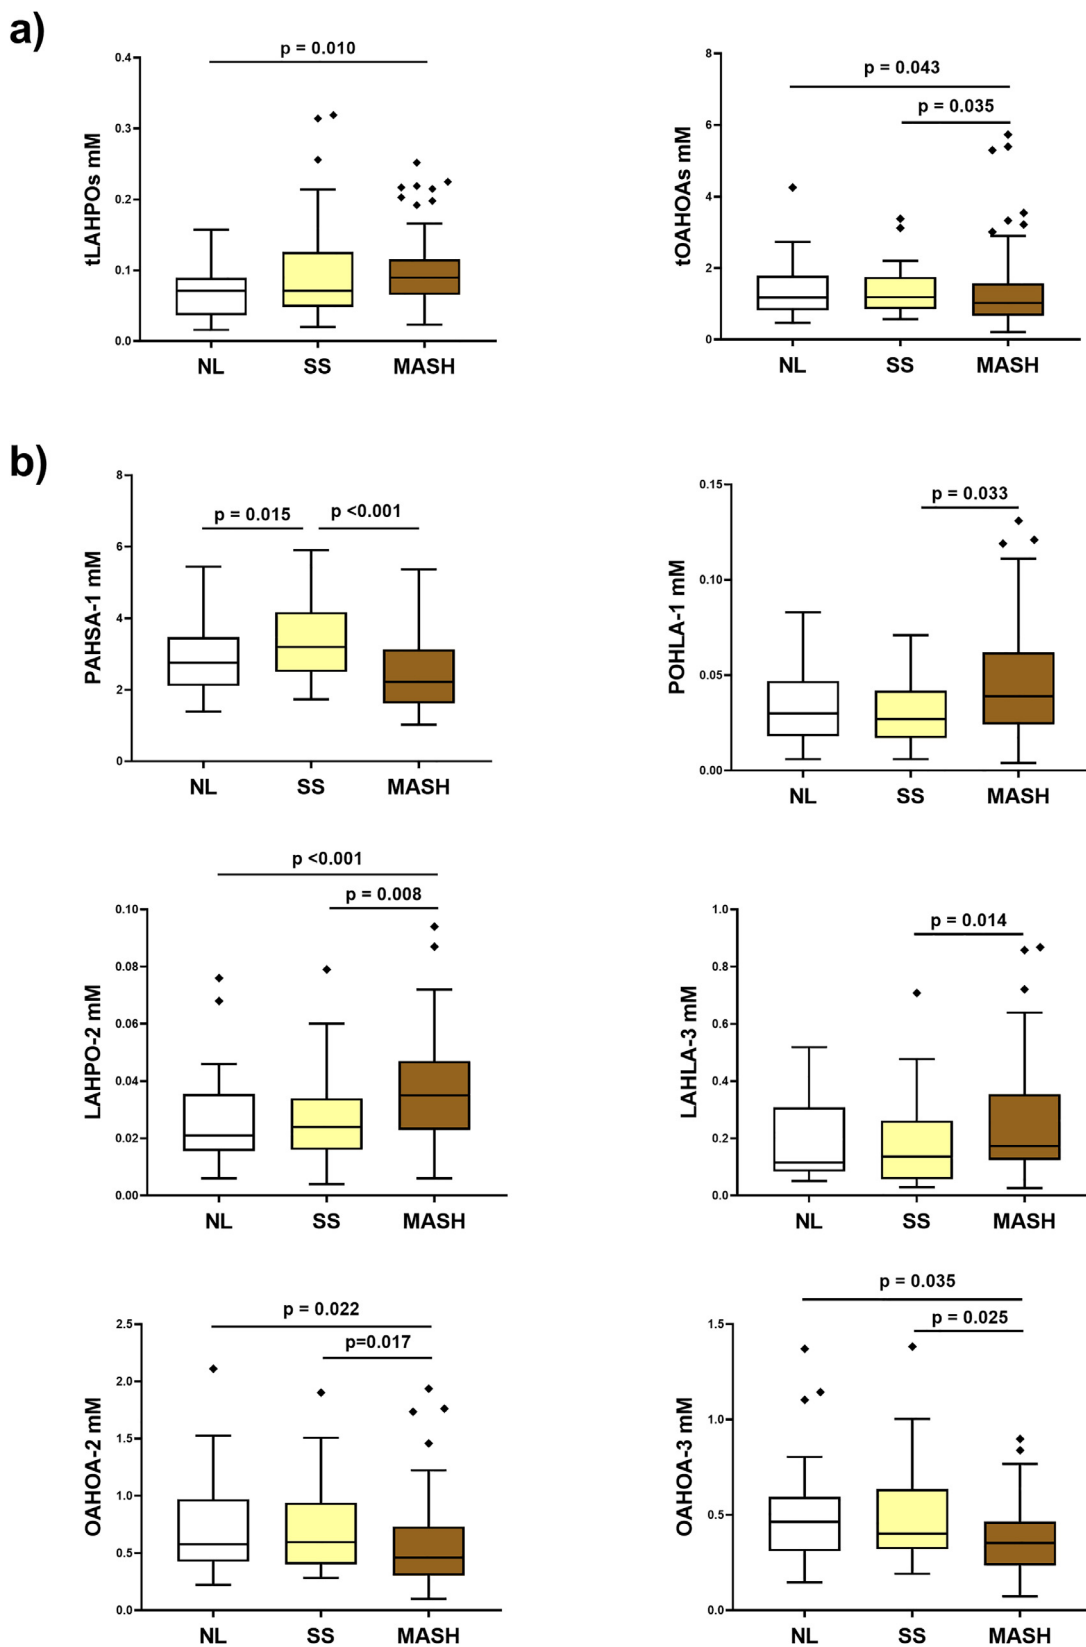 a)
p = 0.010
tLAHPOs mM
0.4
0.3
0.2
0.1
0.0
NL SS MASH
p = 0.043
p = 0.035
tOAHOAs mM
8
6
4
2
0
NL SS MASH
b)
p = 0.015 p <0.001
PAHSA-1 mM
8
6
4
2
0
NL SS MASH
p = 0.033
POHLA-1 mM
0.15
0.10
0.05
0.00
NL SS MASH
p <0.001
p = 0.008
LAHPO-2 mM
0.10
0.08
0.06
0.04
0.02
0.00
NL SS MASH
p = 0.014
LAHLA-3 mM
1.0
0.8
0.6
0.4
0.2
0.0
NL SS MASH
p = 0.022
p=0.017
OAHOA-2 mM
2.5
2.0
1.5
1.0
0.5
0.0
NL SS MASH
p = 0.035
p = 0.025
OAHOA-3 mM
1.5
1.0
0.5
0.0
NL SS MASH